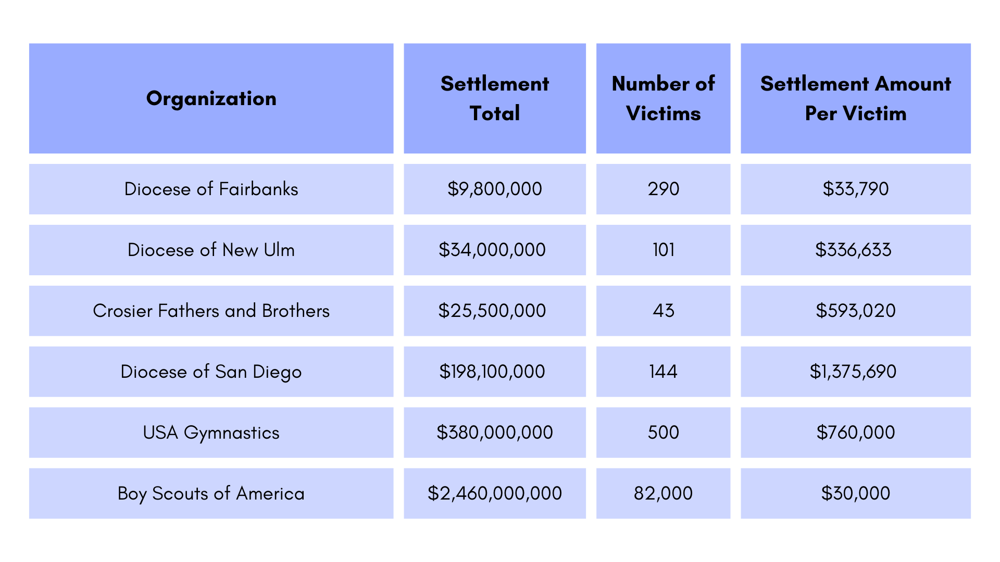 Organization
Settlement
Total
Number of
Victims
Settlement Amount
Per Victim
Diocese of Fairbanks
$9,800,000
290
$33,790
Diocese of New Ulm
$34,000,000
101
$336,633
Crosier Fathers and Brothers
$25,500,000
43
$593,020
Diocese of San Diego
$198,100,000
144
$1,375,690
USA Gymnastics
$380,000,000
500
$760,000
Boy Scouts of America
$2,460,000,000
82,000
$30,000